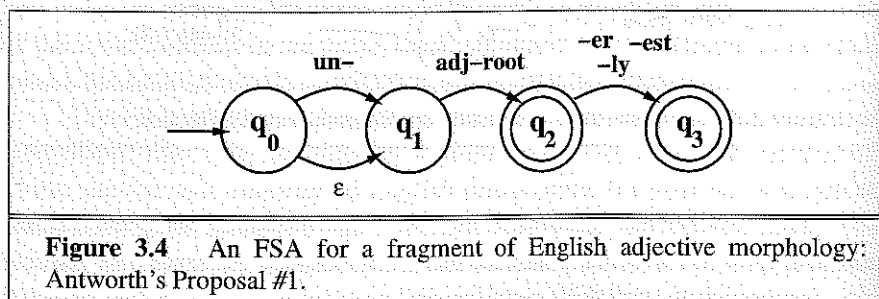 un– adj–root –er –est
–ly
q0 q1 q2 q3
ε
Figure 3.4 An FSA for a fragment of English adjective morphology:
Antworth's Proposal #1.